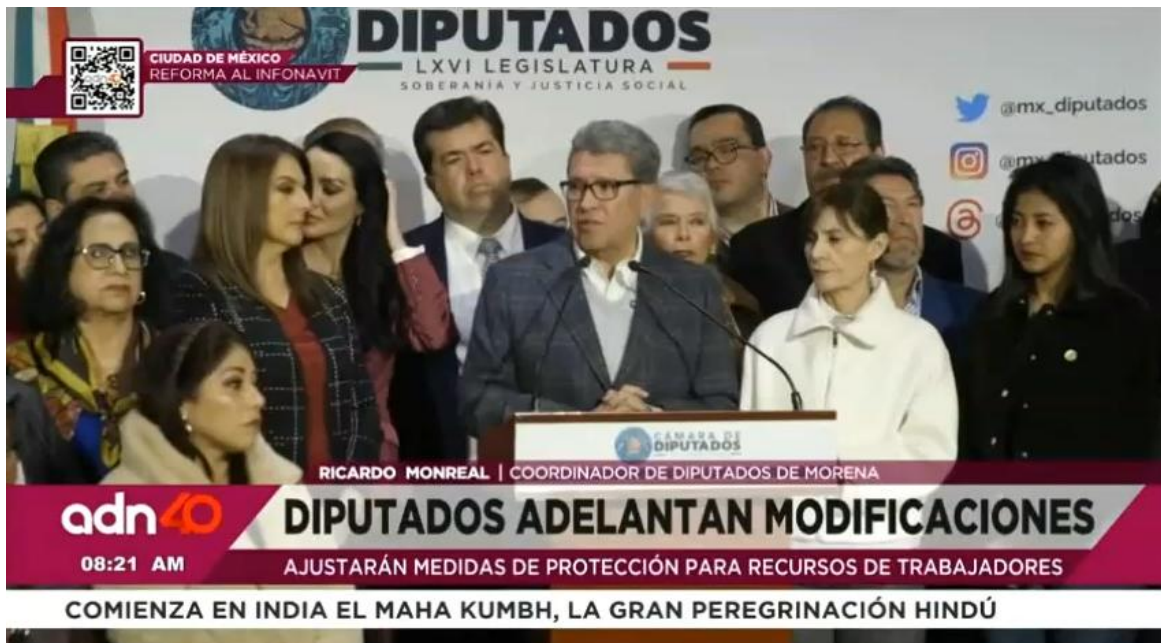 DIPUTADOS
LXVI LEGISLATURA
SOBERANÍA Y JUSTICIA SOCIAL
CIUDAD DE MÉXICO
REFORMA AL INFONAVIT
@mx_diputados
CÁMARA DE
DIPUTADOS
RICARDO MONREAL | COORDINADOR DE DIPUTADOS DE MORENA
adn40
DIPUTADOS ADELANTAN MODIFICACIONES
08:21 AM
AJUSTARÁN MEDIDAS DE PROTECCIÓN PARA RECURSOS DE TRABAJADORES
COMIENZA EN INDIA EL MAHA KUMBH, LA GRAN PEREGRINACIÓN HINDÚ